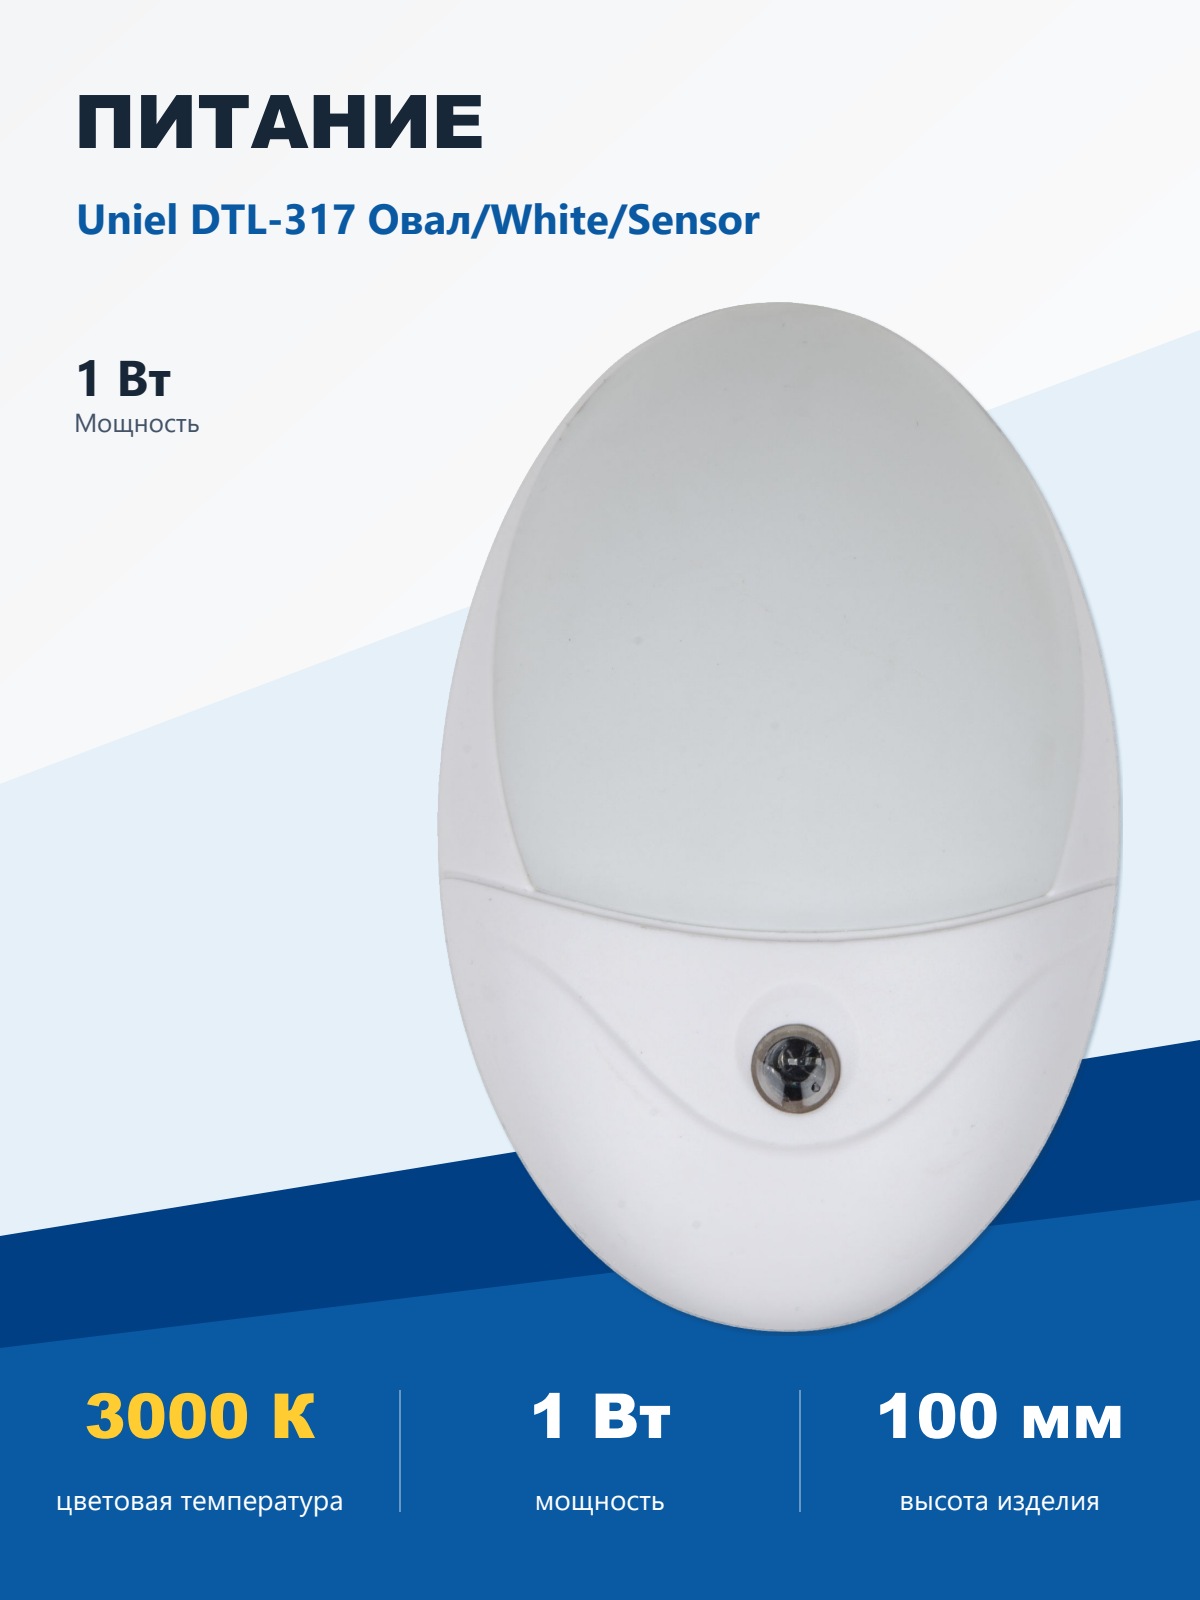 ПИТАНИЕ
Uniel DTL-317 Овал/White/Sensor
1 Вт
Мощность
3000 К
цветовая температура
1 Вт
мощность
100 мм
высота изделия